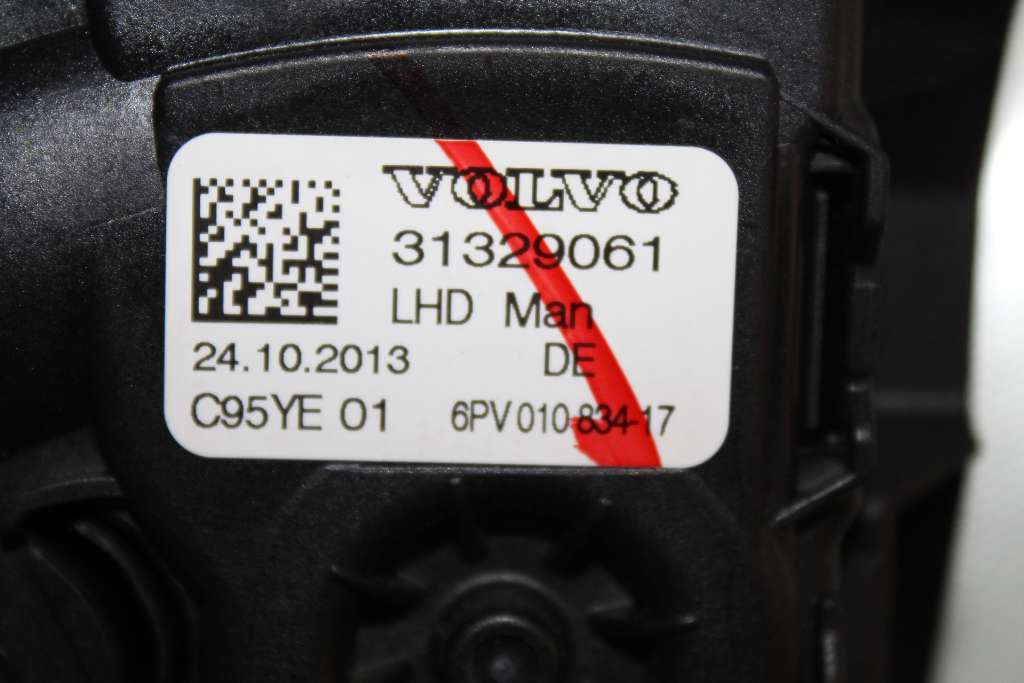 VOLVO
31329061
LHD Man
24.10.2013 DE
C95YE 01 6PV 010-834-17